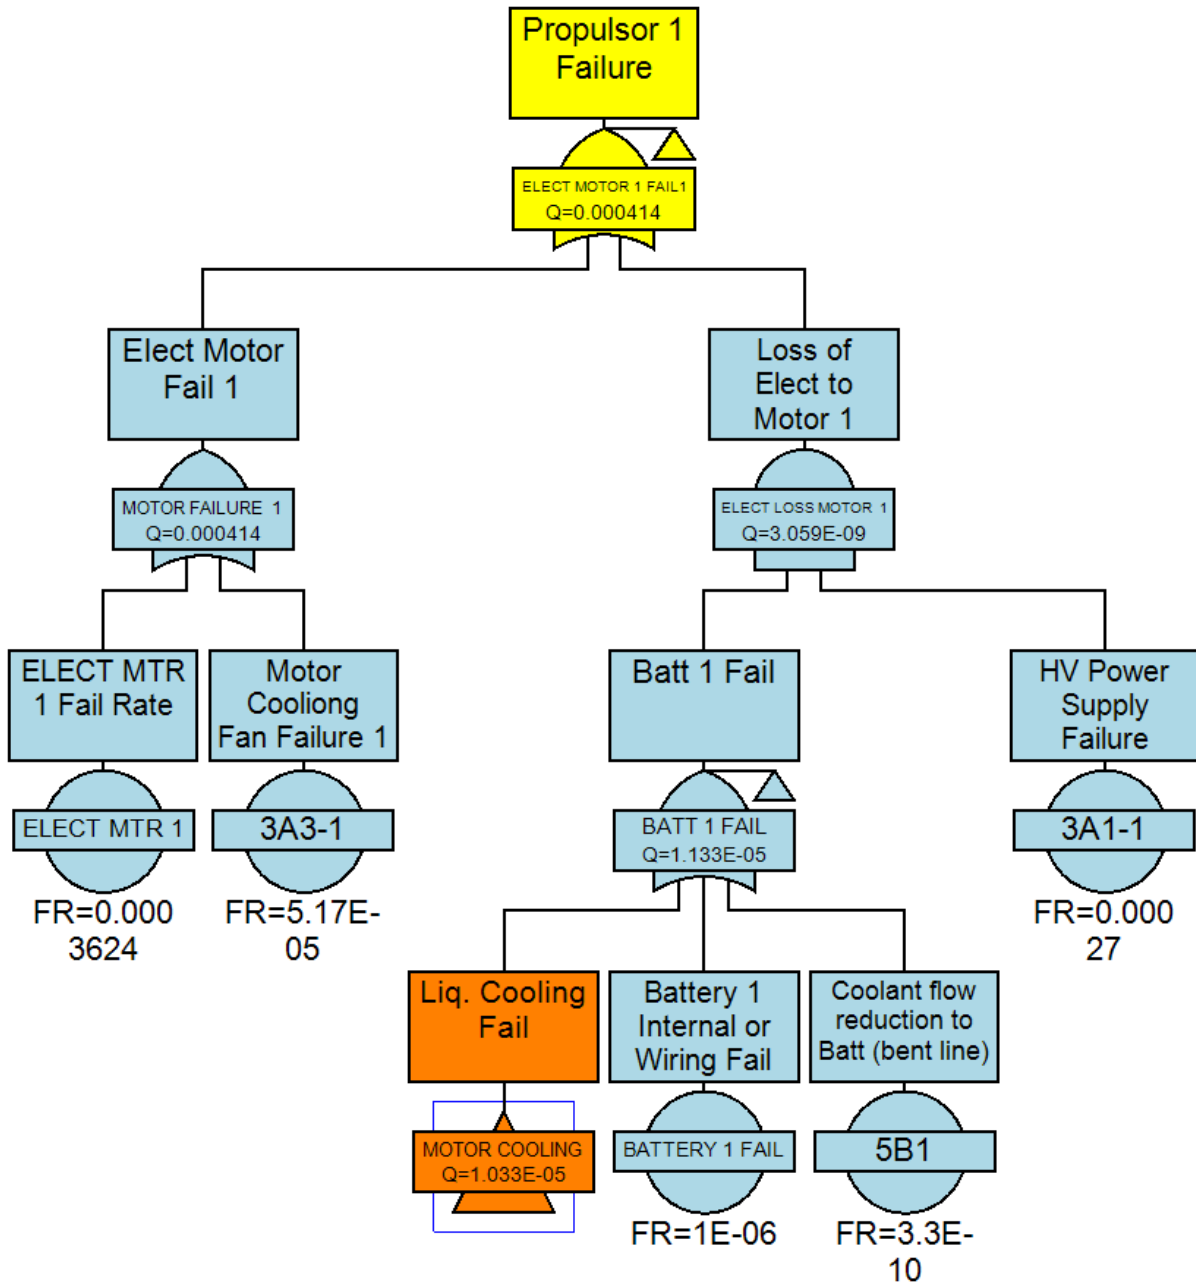 Propulsor 1
Failure
ELECT MOTOR 1 FAIL1
Q=0.000414
Elect Motor
Fail 1
MOTOR FAILURE 1
Q=0.000414
Loss of
Elect to
Motor 1
ELECT LOSS MOTOR 1
Q=3.059E-09
ELECT MTR
1 Fail Rate
ELECT MTR 1
FR=0.000
3624
Motor
Cooliong
Fan Failure 1
3A3-1
FR=5.17E-
05
Batt 1 Fail
BATT 1 FAIL
Q=1.133E-05
HV Power
Supply
Failure
3A1-1
FR=0.000
27
Liq. Cooling
Fail
MOTOR COOLING
Q=1.033E-05
Battery 1
Internal or
Wiring Fail
BATTERY 1 FAIL
FR=1E-06
Coolant flow
reduction to
Batt (bent line)
5B1
FR=3.3E-
10